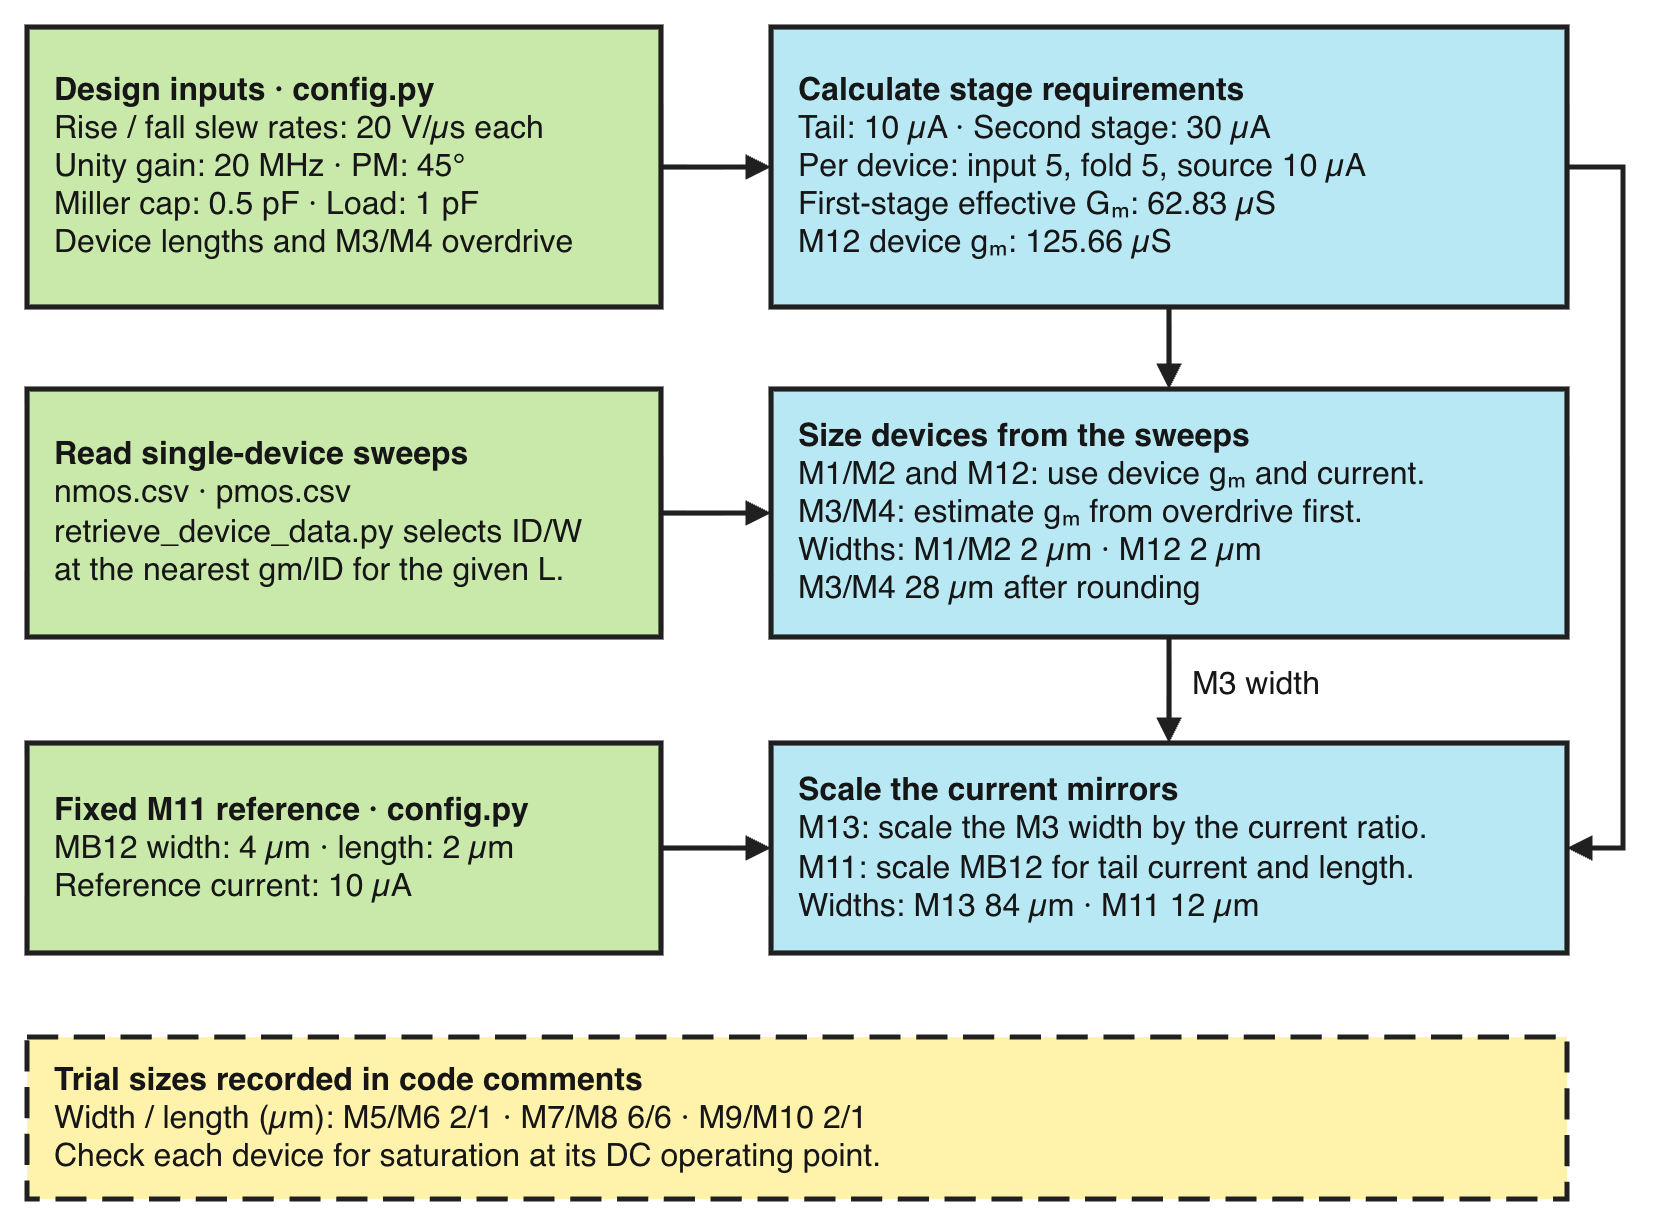 Design inputs · config.py
Rise / fall slew rates: 20 V/µs each
Unity gain: 20 MHz · PM: 45°
Miller cap: 0.5 pF · Load: 1 pF
Device lengths and M3/M4 overdrive
Calculate stage requirements
Tail: 10 µA · Second stage: 30 µA
Per device: input 5, fold 5, source 10 µA
First-stage effective Gₘ: 62.83 µS
M12 device gₘ: 125.66 µS
Read single-device sweeps
nmos.csv · pmos.csv
retrieve_device_data.py selects ID/W
at the nearest gm/ID for the given L.
Size devices from the sweeps
M1/M2 and M12: use device gₘ and current.
M3/M4: estimate gₘ from overdrive first.
Widths: M1/M2 2 µm · M12 2 µm
M3/M4 28 µm after rounding
M3 width
Fixed M11 reference · config.py
MB12 width: 4 µm · length: 2 µm
Reference current: 10 µA
Scale the current mirrors
M13: scale the M3 width by the current ratio.
M11: scale MB12 for tail current and length.
Widths: M13 84 µm · M11 12 µm
Trial sizes recorded in code comments
Width / length (µm): M5/M6 2/1 · M7/M8 6/6 · M9/M10 2/1
Check each device for saturation at its DC operating point.